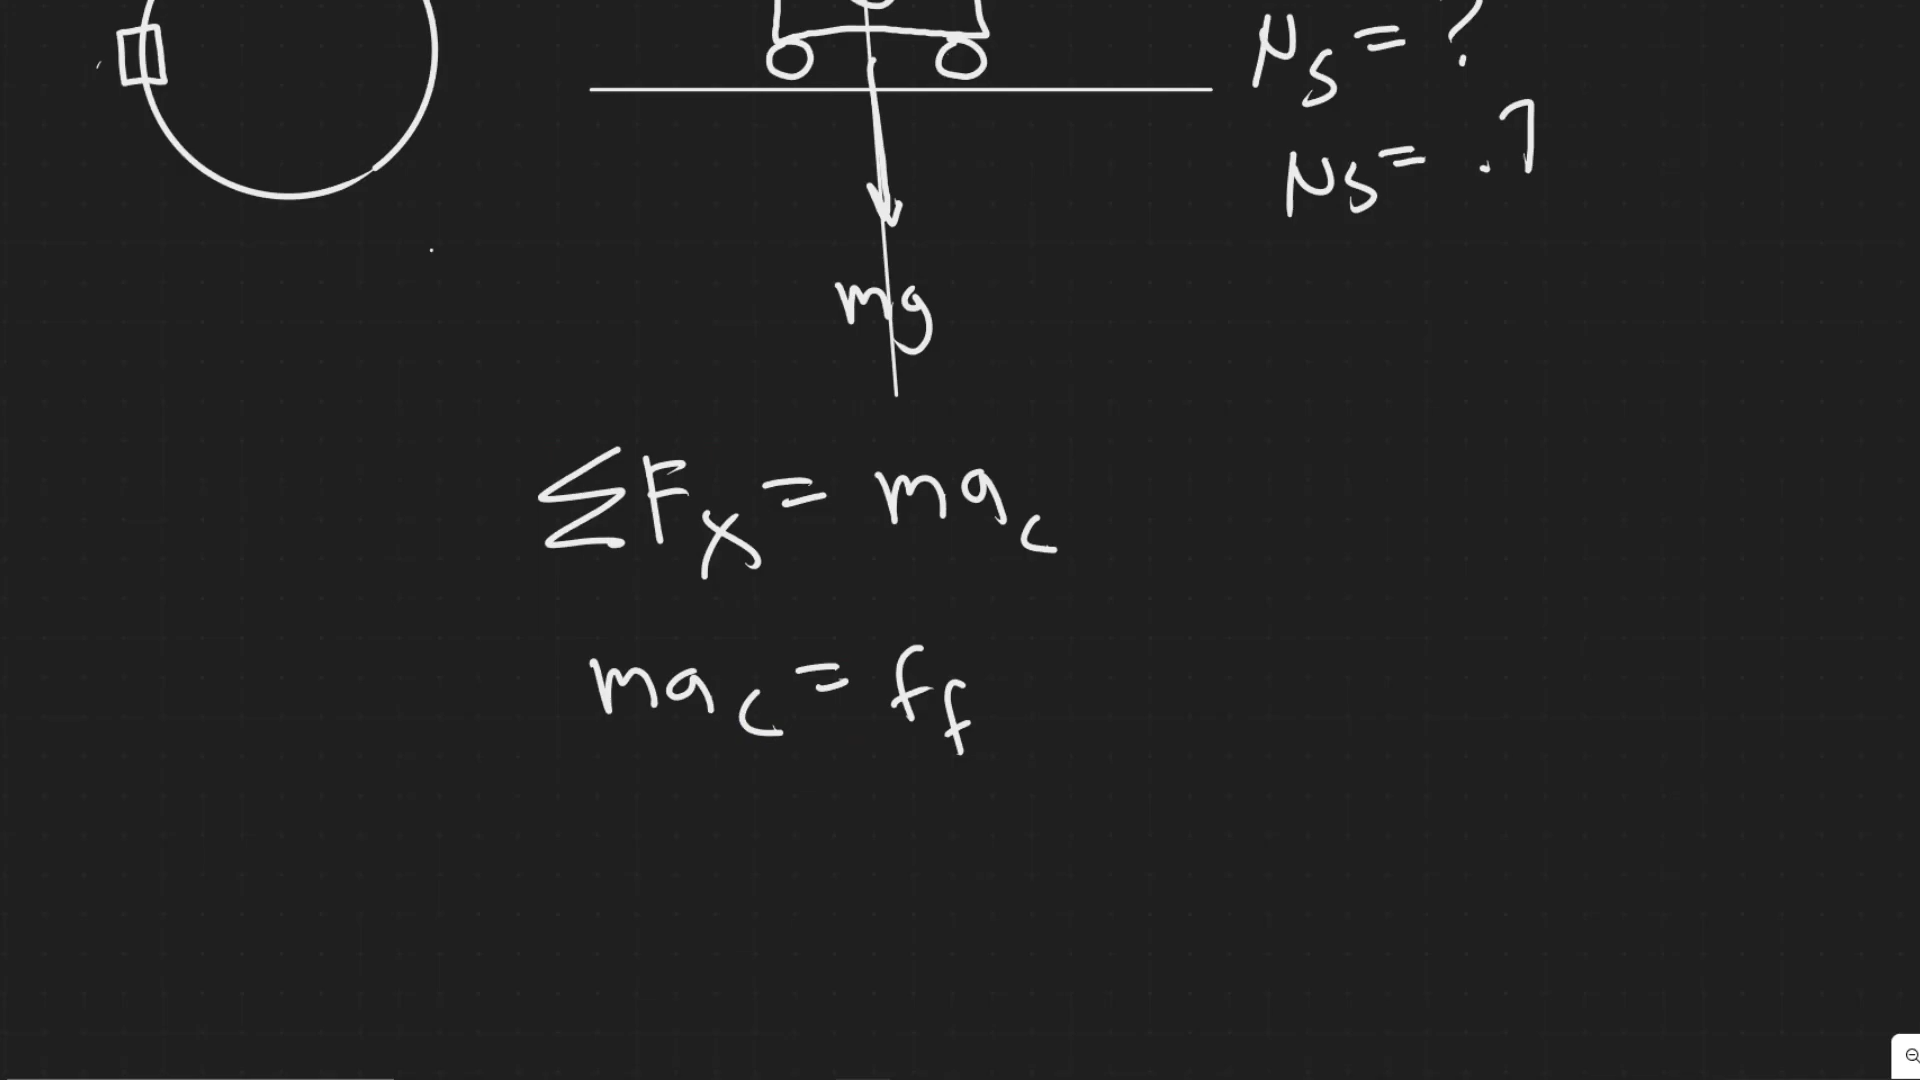 μs = ?
μs = .7
mg
ΣFx = mac
mac = ff